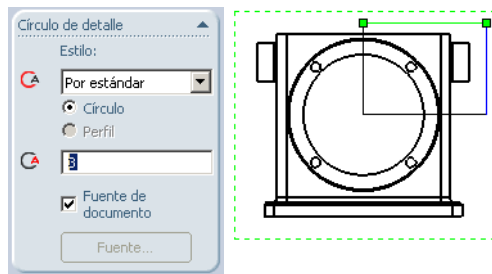 Círculo de detalle
Estilo:
Por estándar
Círculo
Perfil
B
Fuente de
documento
Fuente...